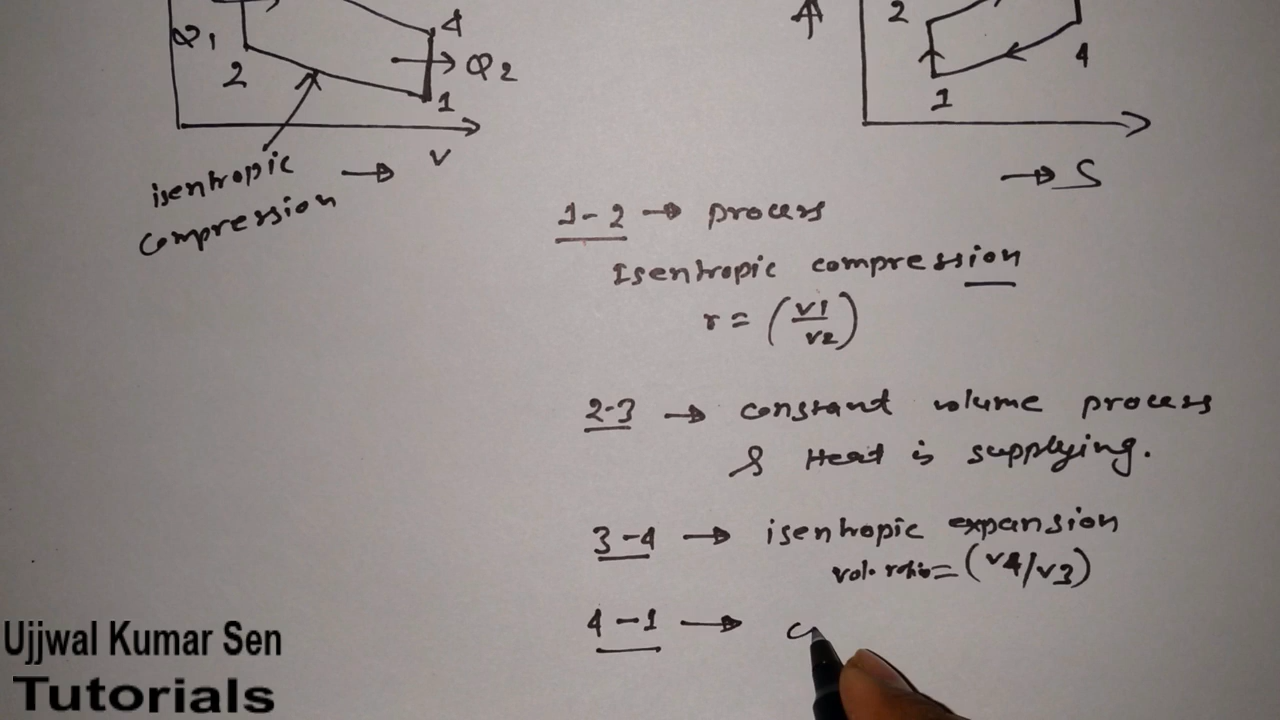 Q1
2
4
Q2
1
V
isentropic
compression
2
4
1
S
1-2 → process
Isentropic compression
r = (v1/v2)
2-3 → constant volume process
& Heat is supplying.
3-4 → isentropic expansion
vol. ratio = (v4/v3)
4-1 → c
Ujjwal Kumar Sen
Tutorials